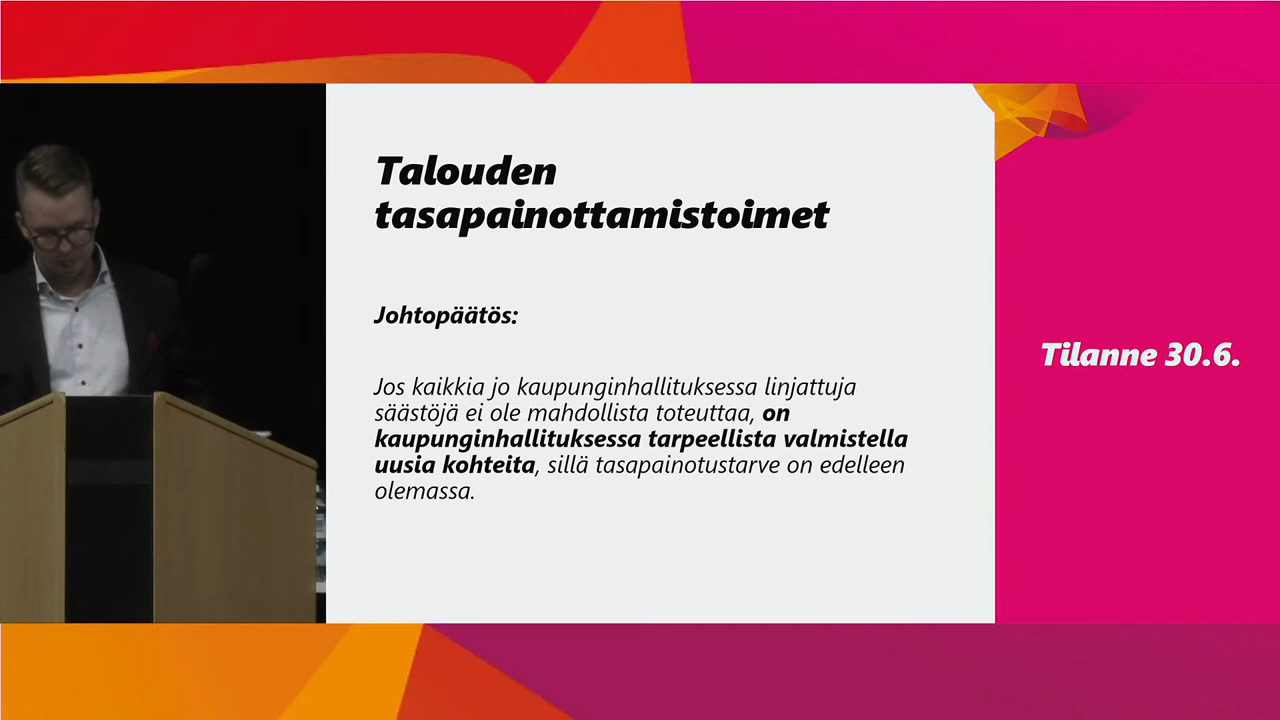 Talouden
tasapainottamistoimet
Johtopäätös:
Jos kaikkia jo kaupunginhallituksessa linjattuja
säästöjä ei ole mahdollista toteuttaa, on
kaupunginhallituksessa tarpeellista valmistella
uusia kohteita, sillä tasapainotustarve on edelleen
olemassa.
Tilanne 30.6.